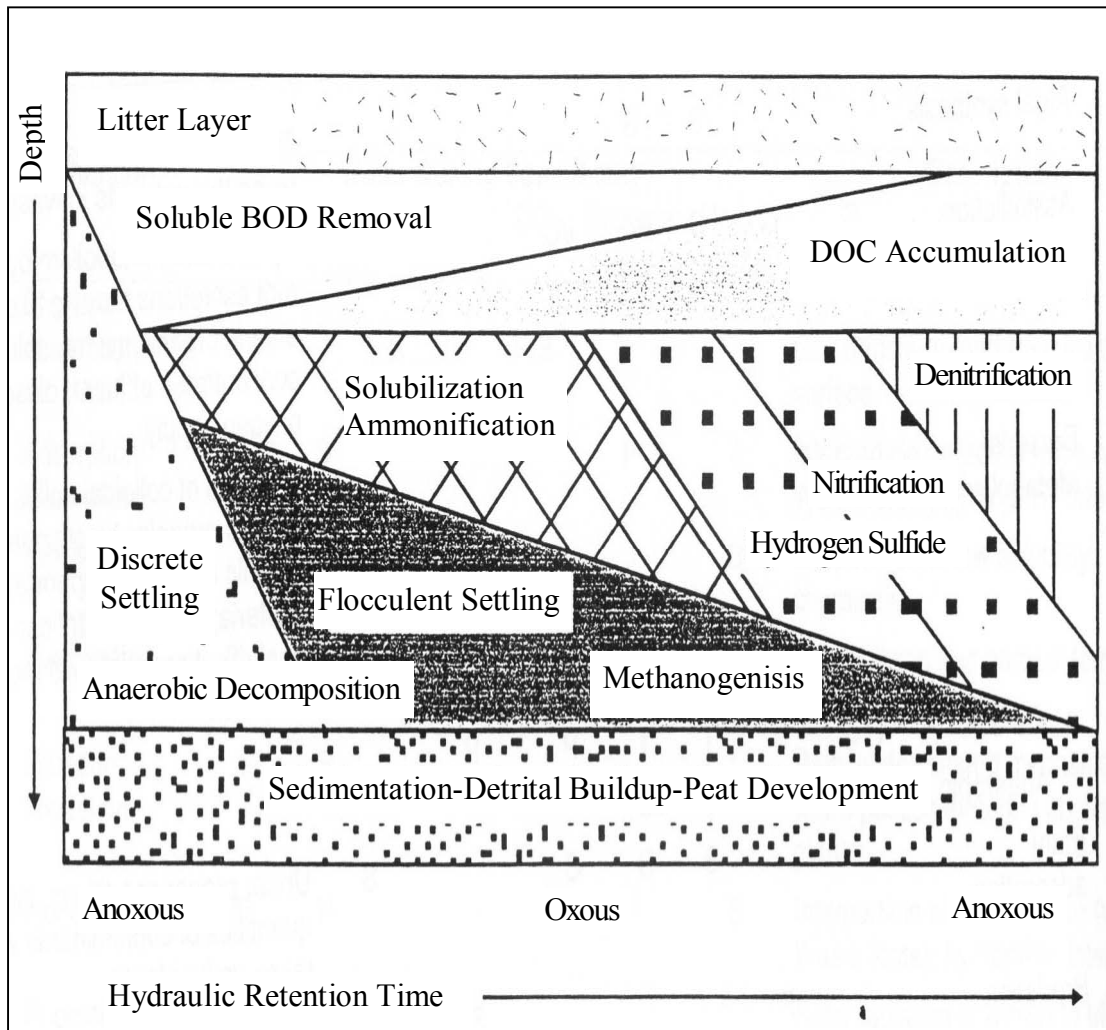 Depth
Litter Layer
Soluble BOD Removal
DOC Accumulation
Solubilization
Ammonification
Denitrification
Nitrification
Hydrogen Sulfide
Discrete
Settling
Flocculent Settling
Anaerobic Decomposition
Methanogenisis
Sedimentation-Detrital Buildup-Peat Development
Anoxous
Oxous
Anoxous
Hydraulic Retention Time